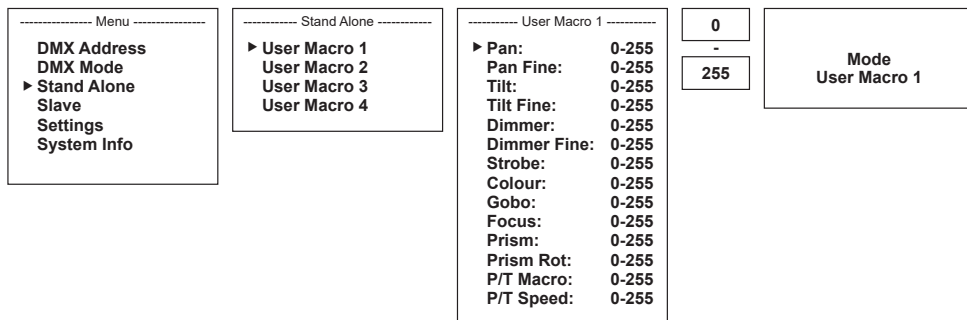 ---------------- Menu ----------------
DMX Address
DMX Mode
▶ Stand Alone
Slave
Settings
System Info
------------ Stand Alone ------------
▶ User Macro 1
User Macro 2
User Macro 3
User Macro 4
----------- User Macro 1 -----------
▶ Pan: 0-255
Pan Fine: 0-255
Tilt: 0-255
Tilt Fine: 0-255
Dimmer: 0-255
Dimmer Fine: 0-255
Strobe: 0-255
Colour: 0-255
Gobo: 0-255
Focus: 0-255
Prism: 0-255
Prism Rot: 0-255
P/T Macro: 0-255
P/T Speed: 0-255
0
-
255
Mode
User Macro 1